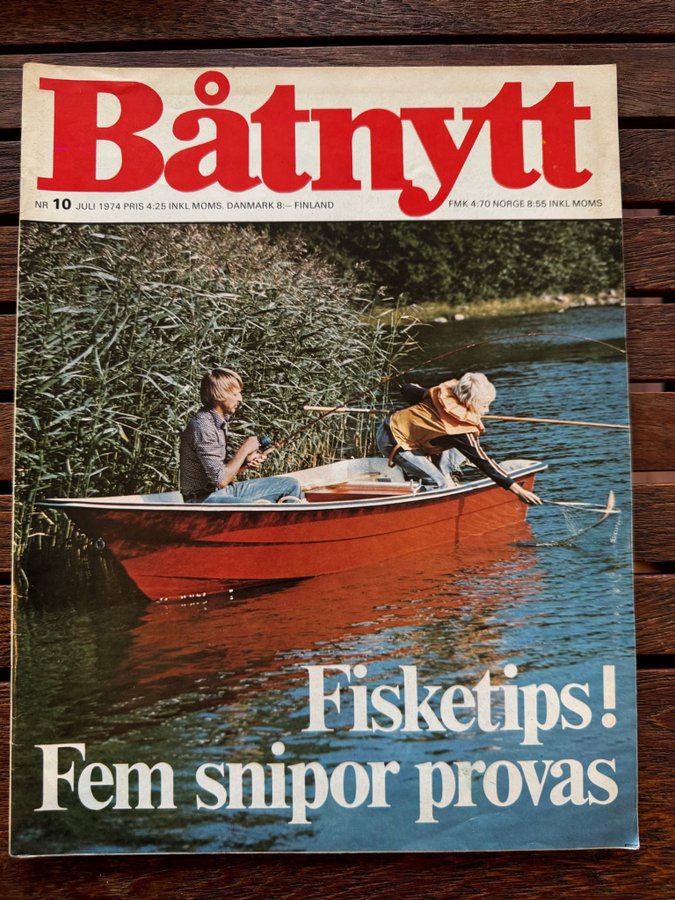 Båtnytt
NR 10 JULI 1974 PRIS 4:25 INKL MOMS. DANMARK 8:– FINLAND FMK 4:70 NORGE 8:55 INKL MOMS
Fisketips!
Fem snipor provas